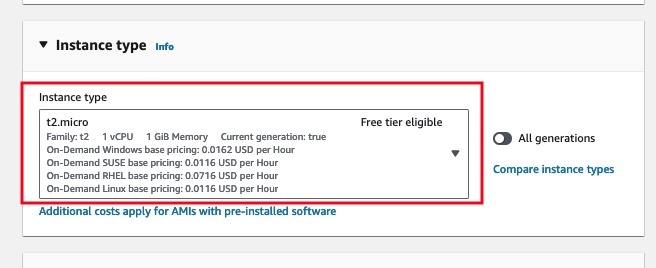 Instance type Info
Instance type
t2.micro Free tier eligible
Family: t2 1 vCPU 1 GiB Memory Current generation: true
On-Demand Windows base pricing: 0.0162 USD per Hour
On-Demand SUSE base pricing: 0.0116 USD per Hour
On-Demand RHEL base pricing: 0.0716 USD per Hour
On-Demand Linux base pricing: 0.0116 USD per Hour
All generations
Compare instance types
Additional costs apply for AMIs with pre-installed software